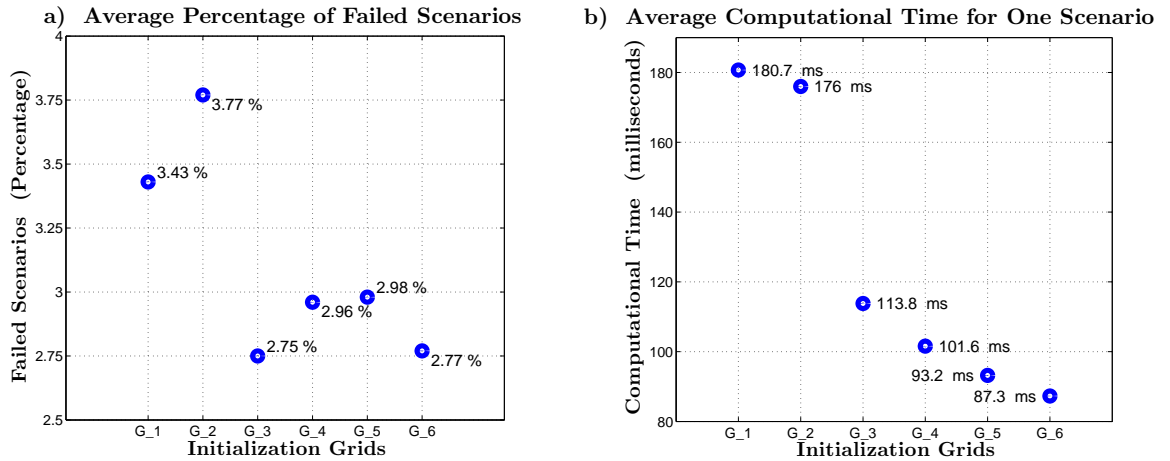 a) Average Percentage of Failed Scenarios
Failed Scenarios (Percentage)
4
3.75
3.5
3.25
3
2.75
2.5
3.43 %
3.77 %
2.75 %
2.96 %
2.98 %
2.77 %
G_1 G_2 G_3 G_4 G_5 G_6
Initialization Grids
b) Average Computational Time for One Scenario
Computational Time (milliseconds)
180
160
140
120
100
80
180.7 ms
176 ms
113.8 ms
101.6 ms
93.2 ms
87.3 ms
G_1 G_2 G_3 G_4 G_5 G_6
Initialization Grids